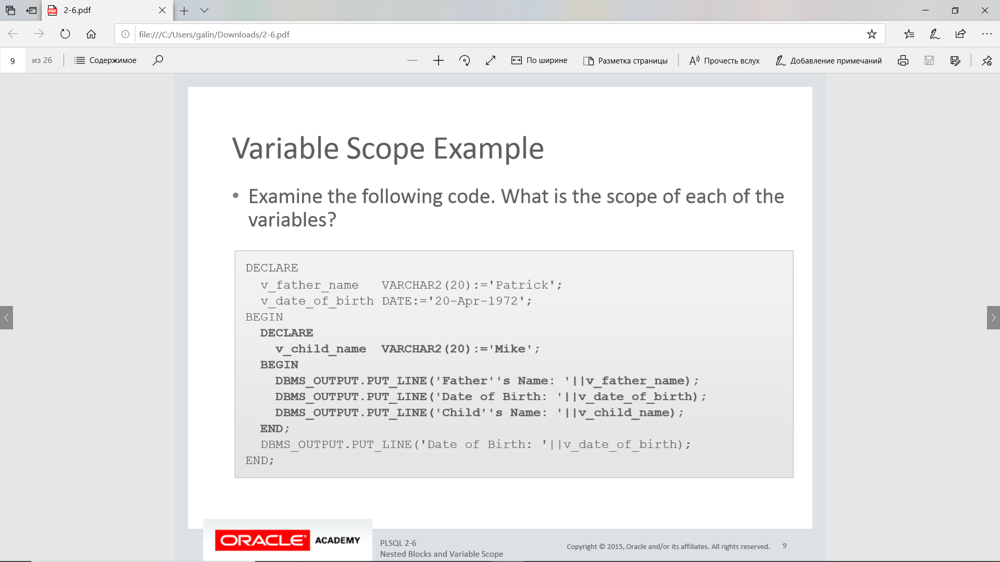 2-6.pdf
file:///C:/Users/galin/Downloads/2-6.pdf
9 из 26 Содержимое По ширине Разметка страницы Прочесть вслух Добавление примечаний
Variable Scope Example
• Examine the following code. What is the scope of each of the
variables?
DECLARE
v_father_name VARCHAR2(20):='Patrick';
v_date_of_birth DATE:='20-Apr-1972';
BEGIN
DECLARE
v_child_name VARCHAR2(20):='Mike';
BEGIN
DBMS_OUTPUT.PUT_LINE('Father''s Name: '||v_father_name);
DBMS_OUTPUT.PUT_LINE('Date of Birth: '||v_date_of_birth);
DBMS_OUTPUT.PUT_LINE('Child''s Name: '||v_child_name);
END;
DBMS_OUTPUT.PUT_LINE('Date of Birth: '||v_date_of_birth);
END;
ORACLE ACADEMY
PLSQL 2-6
Nested Blocks and Variable Scope
Copyright © 2015, Oracle and/or its affiliates. All rights reserved. 9